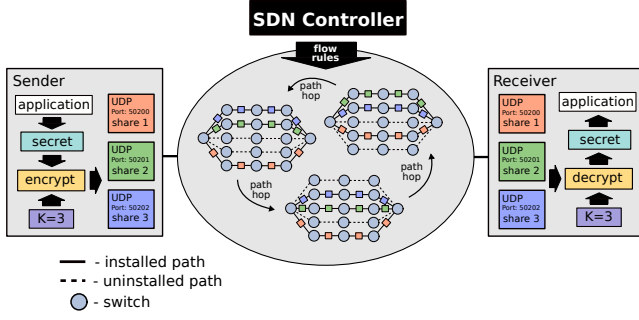 SDN Controller
flow
rules
Sender
application
secret
encrypt
K=3
UDP
Port: 50200
share 1
UDP
Port: 50201
share 2
UDP
Port: 50202
share 3
path
hop
path
hop
path
hop
Receiver
UDP
Port: 50200
share 1
UDP
Port: 50201
share 2
UDP
Port: 50202
share 3
application
secret
decrypt
K=3
- installed path
- uninstalled path
- switch